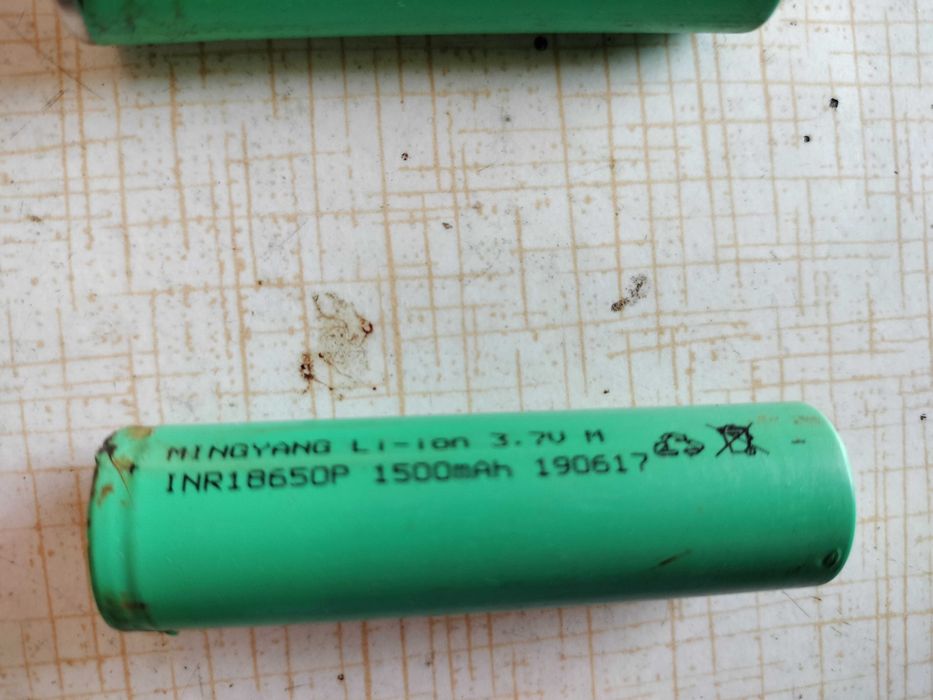 MINGYANG Li-ion 3.7V M
INR18650P 1500mAh 190617
-